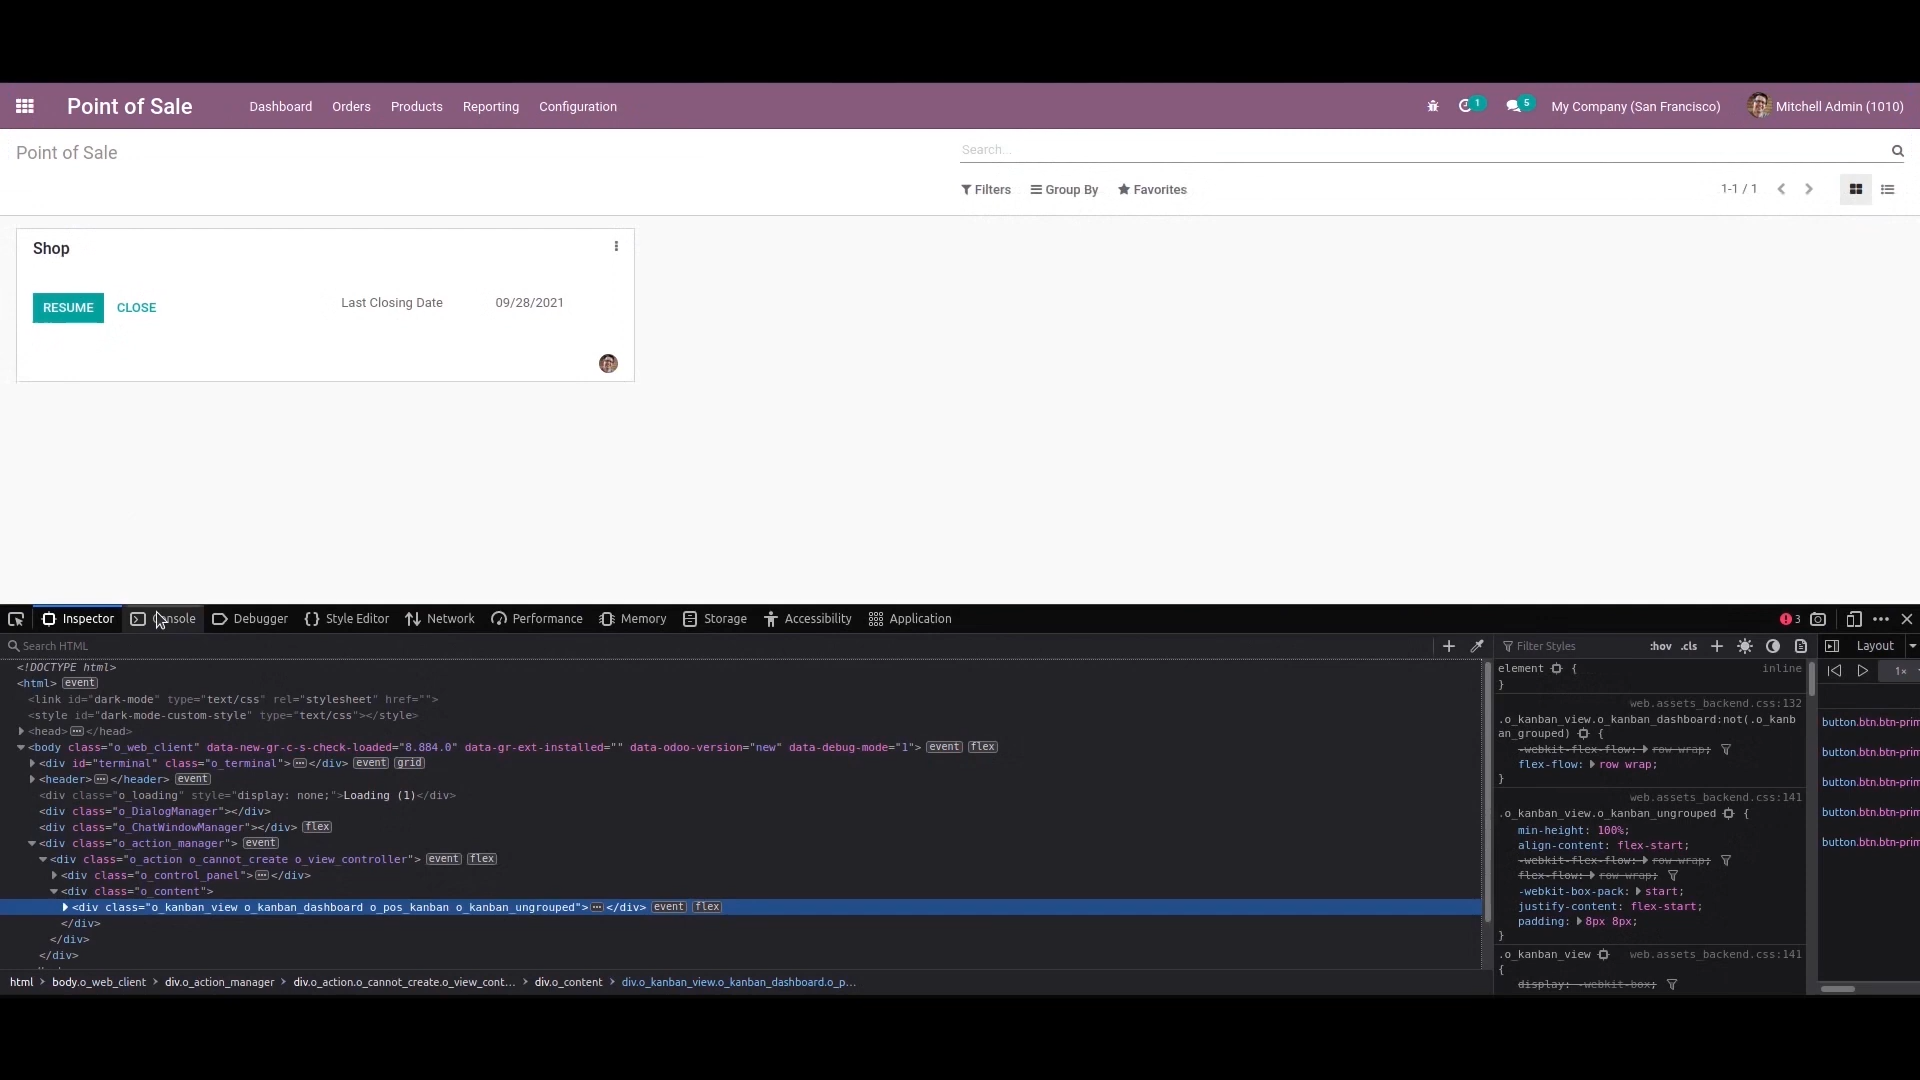 Point of Sale Dashboard Orders Products Reporting Configuration 1 5 My Company (San Francisco) Mitchell Admin (1010)
Point of Sale Search...
Filters Group By Favorites 1-1 / 1
Shop
RESUME CLOSE Last Closing Date 09/28/2021
Inspector Console Debugger Style Editor Network Performance Memory Storage Accessibility Application 3
Search HTML
<!DOCTYPE html>
<html> event
<link id="dark-mode" type="text/css" rel="stylesheet" href="">
<style id="dark-mode-custom-style" type="text/css"></style>
<head></head>
<body class="o_web_client" data-new-gr-c-s-check-loaded="8.884.0" data-gr-ext-installed="" data-odoo-version="new" data-debug-mode="1"> event flex
<div id="terminal" class="o_terminal"></div> event grid
<header></header> event
<div class="o_loading" style="display: none;">Loading (1)</div>
<div class="o_DialogManager"></div>
<div class="o_ChatWindowManager"></div> flex
<div class="o_action_manager"> event
<div class="o_action o_cannot_create o_view_controller"> event flex
<div class="o_control_panel"></div>
<div class="o_content">
<div class="o_kanban_view o_kanban_dashboard o_pos_kanban o_kanban_ungrouped"></div> event flex
</div>
</div>
</div>
html body.o_web_client div.o_action_manager div.o_action.o_cannot_create.o_view_cont... div.o_content div.o_kanban_view.o_kanban_dashboard.o_p...
Filter Styles :hov .cls
element { inline
}
web.assets_backend.css:132
.o_kanban_view.o_kanban_dashboard:not(.o_kanb
an_grouped) {
-webkit-flex-flow: row wrap;
flex-flow: row wrap;
}
web.assets_backend.css:141
.o_kanban_view.o_kanban_ungrouped {
min-height: 100%;
align-content: flex-start;
-webkit-flex-flow: row wrap;
flex-flow: row wrap;
-webkit-box-pack: start;
justify-content: flex-start;
padding: 8px 8px;
}
.o_kanban_view web.assets_backend.css:141
{
display: -webkit-box;
Layout
1×
button.btn.btn-prim
button.btn.btn-prim
button.btn.btn-prim
button.btn.btn-prim
button.btn.btn-prim